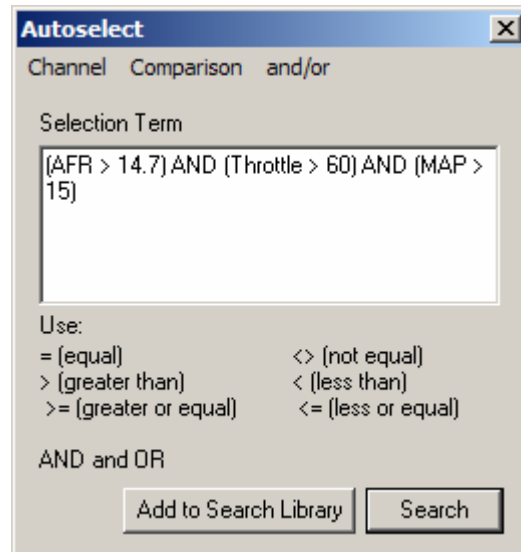 Autoselect
Channel Comparison and/or
Selection Term
(AFR > 14.7) AND (Throttle > 60) AND (MAP >
15)
Use:
= (equal) <> (not equal)
> (greater than) < (less than)
>= (greater or equal) <= (less or equal)
AND and OR
Add to Search Library Search